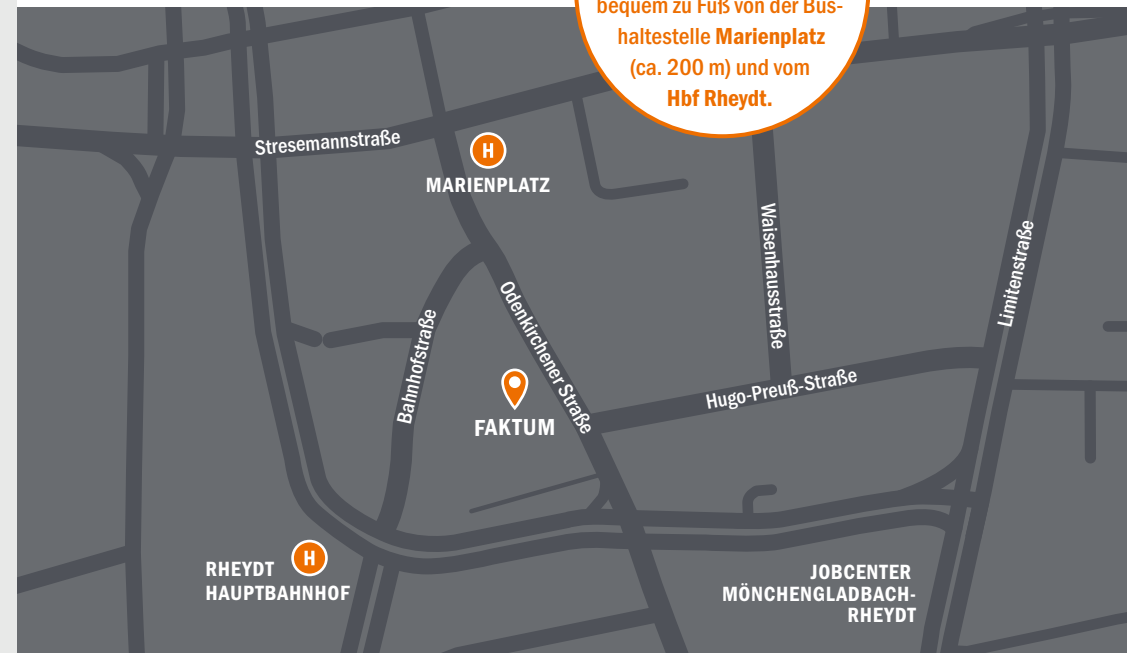 bequem zu Fuß von der Bus-
haltestelle Marienplatz
(ca. 200 m) und vom
Hbf Rheydt.
Stresemannstraße
H
MARIENPLATZ
Waisenhausstraße
Limitenstraße
Odenkirchener Straße
Bahnhofstraße
Hugo-Preuß-Straße
FAKTUM
RHEYDT
HAUPTBAHNHOF
H
JOBCENTER
MÖNCHENGLADBACH-
RHEYDT